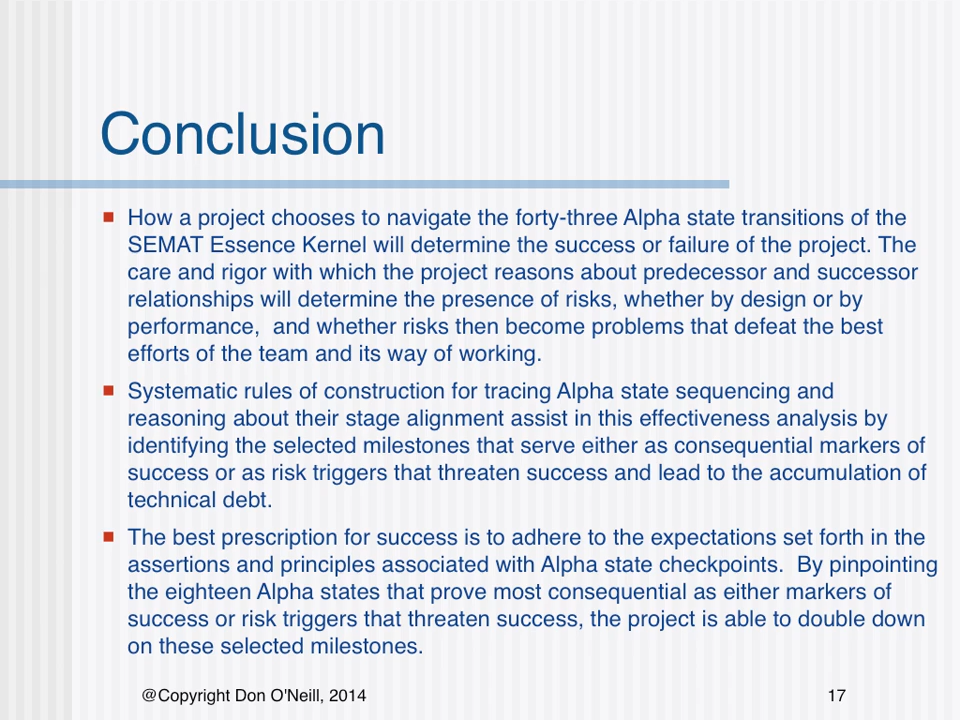 Conclusion
How a project chooses to navigate the forty-three Alpha state transitions of the
SEMAT Essence Kernel will determine the success or failure of the project. The
care and rigor with which the project reasons about predecessor and successor
relationships will determine the presence of risks, whether by design or by
performance,  and whether risks then become problems that defeat the best
efforts of the team and its way of working.
Systematic rules of construction for tracing Alpha state sequencing and
reasoning about their stage alignment assist in this effectiveness analysis by
identifying the selected milestones that serve either as consequential markers of
success or as risk triggers that threaten success and lead to the accumulation of
technical debt.
The best prescription for success is to adhere to the expectations set forth in the
assertions and principles associated with Alpha state checkpoints.  By pinpointing
the eighteen Alpha states that prove most consequential as either markers of
success or risk triggers that threaten success, the project is able to double down
on these selected milestones.
@Copyright Don O'Neill, 2014
17